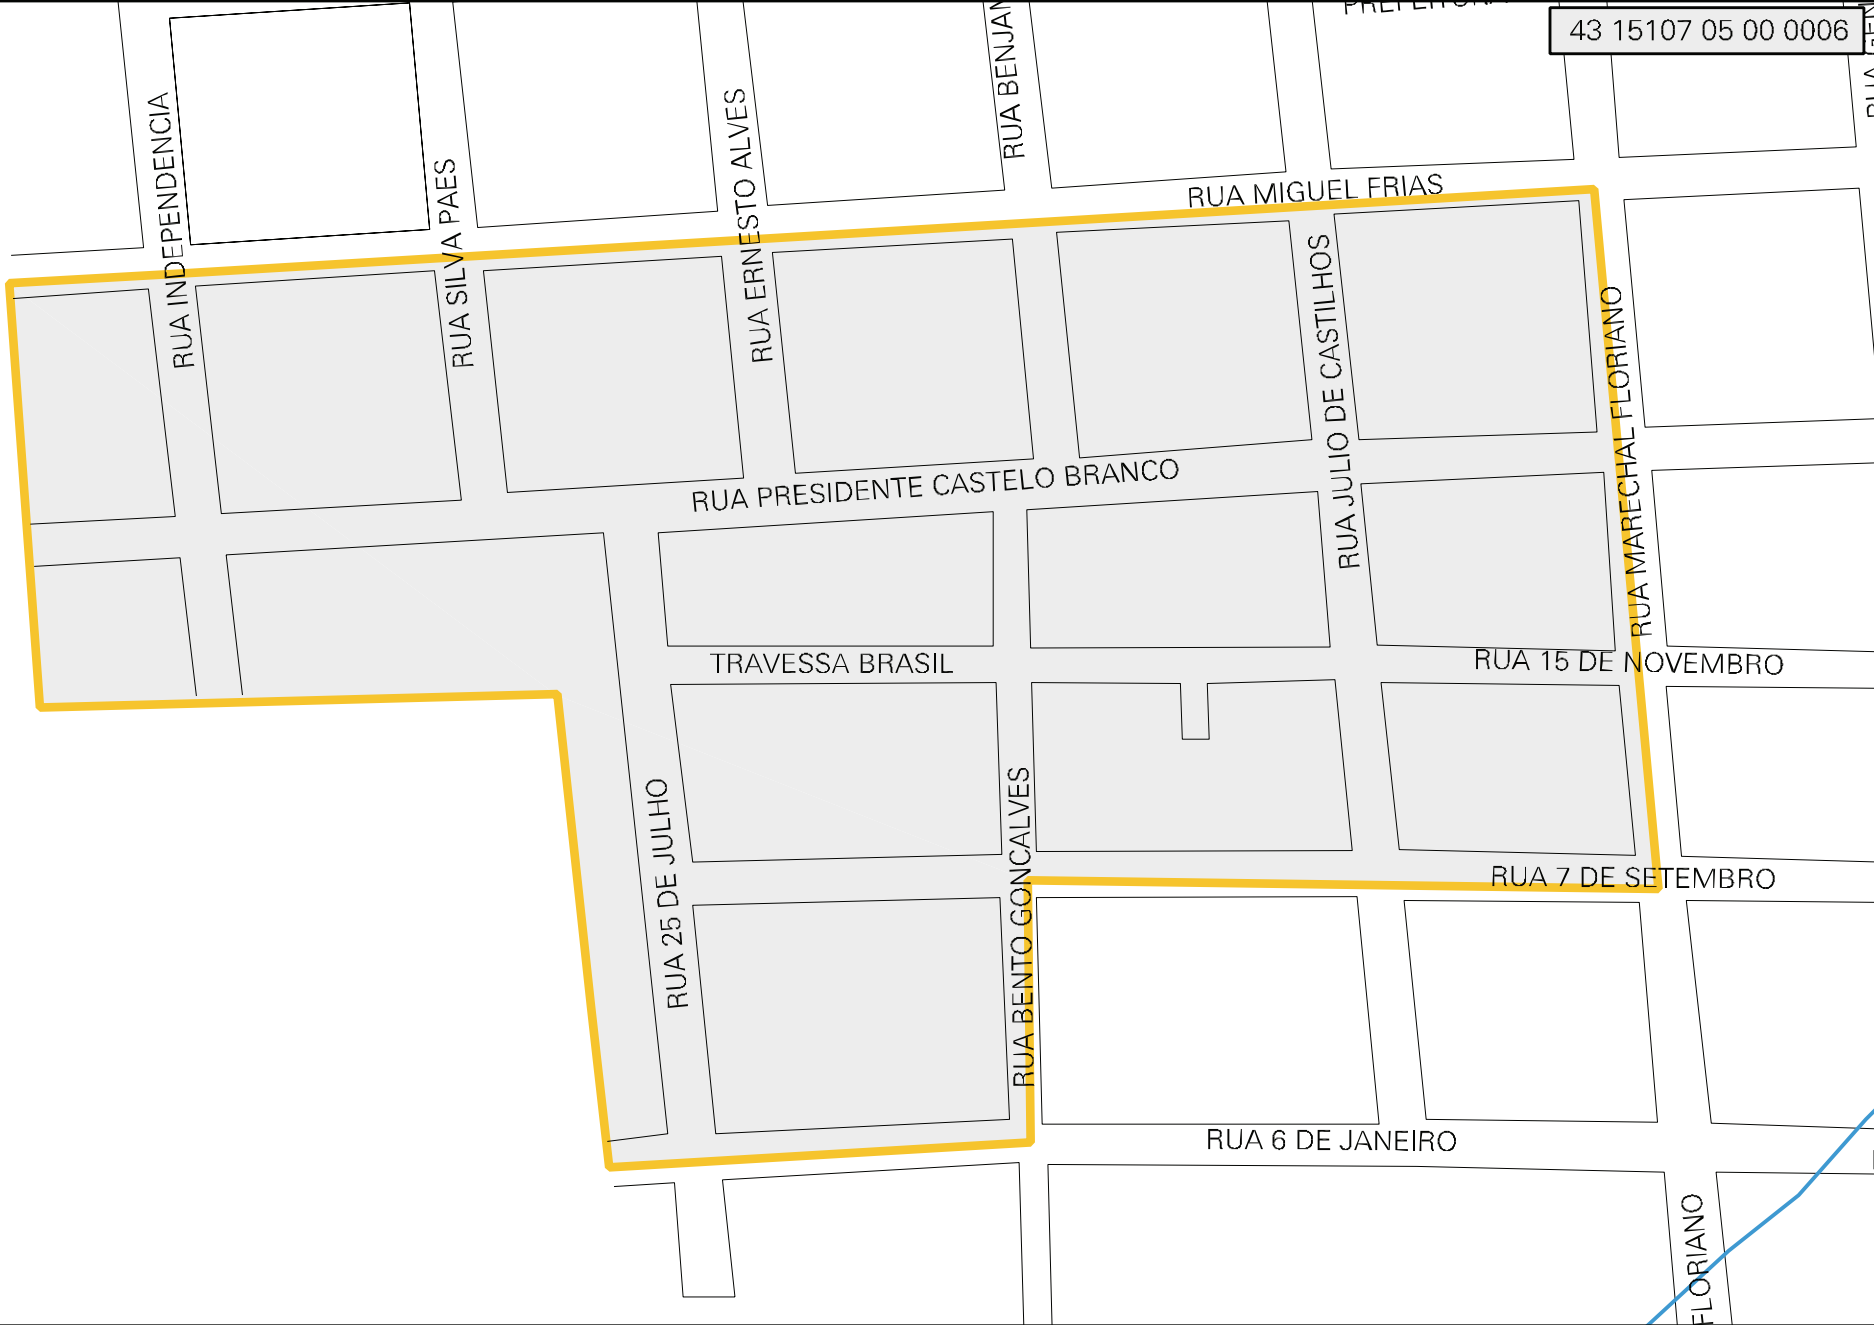 43 15107 05 00 0006
RUA INDEPENDENCIA
RUA SILVA PAES
RUA ERNESTO ALVES
RUA MIGUEL FRIAS
RUA JULIO DE CASTILHOS
RUA MARECHAL FLORIANO
RUA PRESIDENTE CASTELO BRANCO
TRAVESSA BRASIL
RUA 15 DE NOVEMBRO
RUA 25 DE JULHO
RUA BENTO GONCALVES
RUA 7 DE SETEMBRO
RUA 6 DE JANEIRO
FLORIANO
RUA